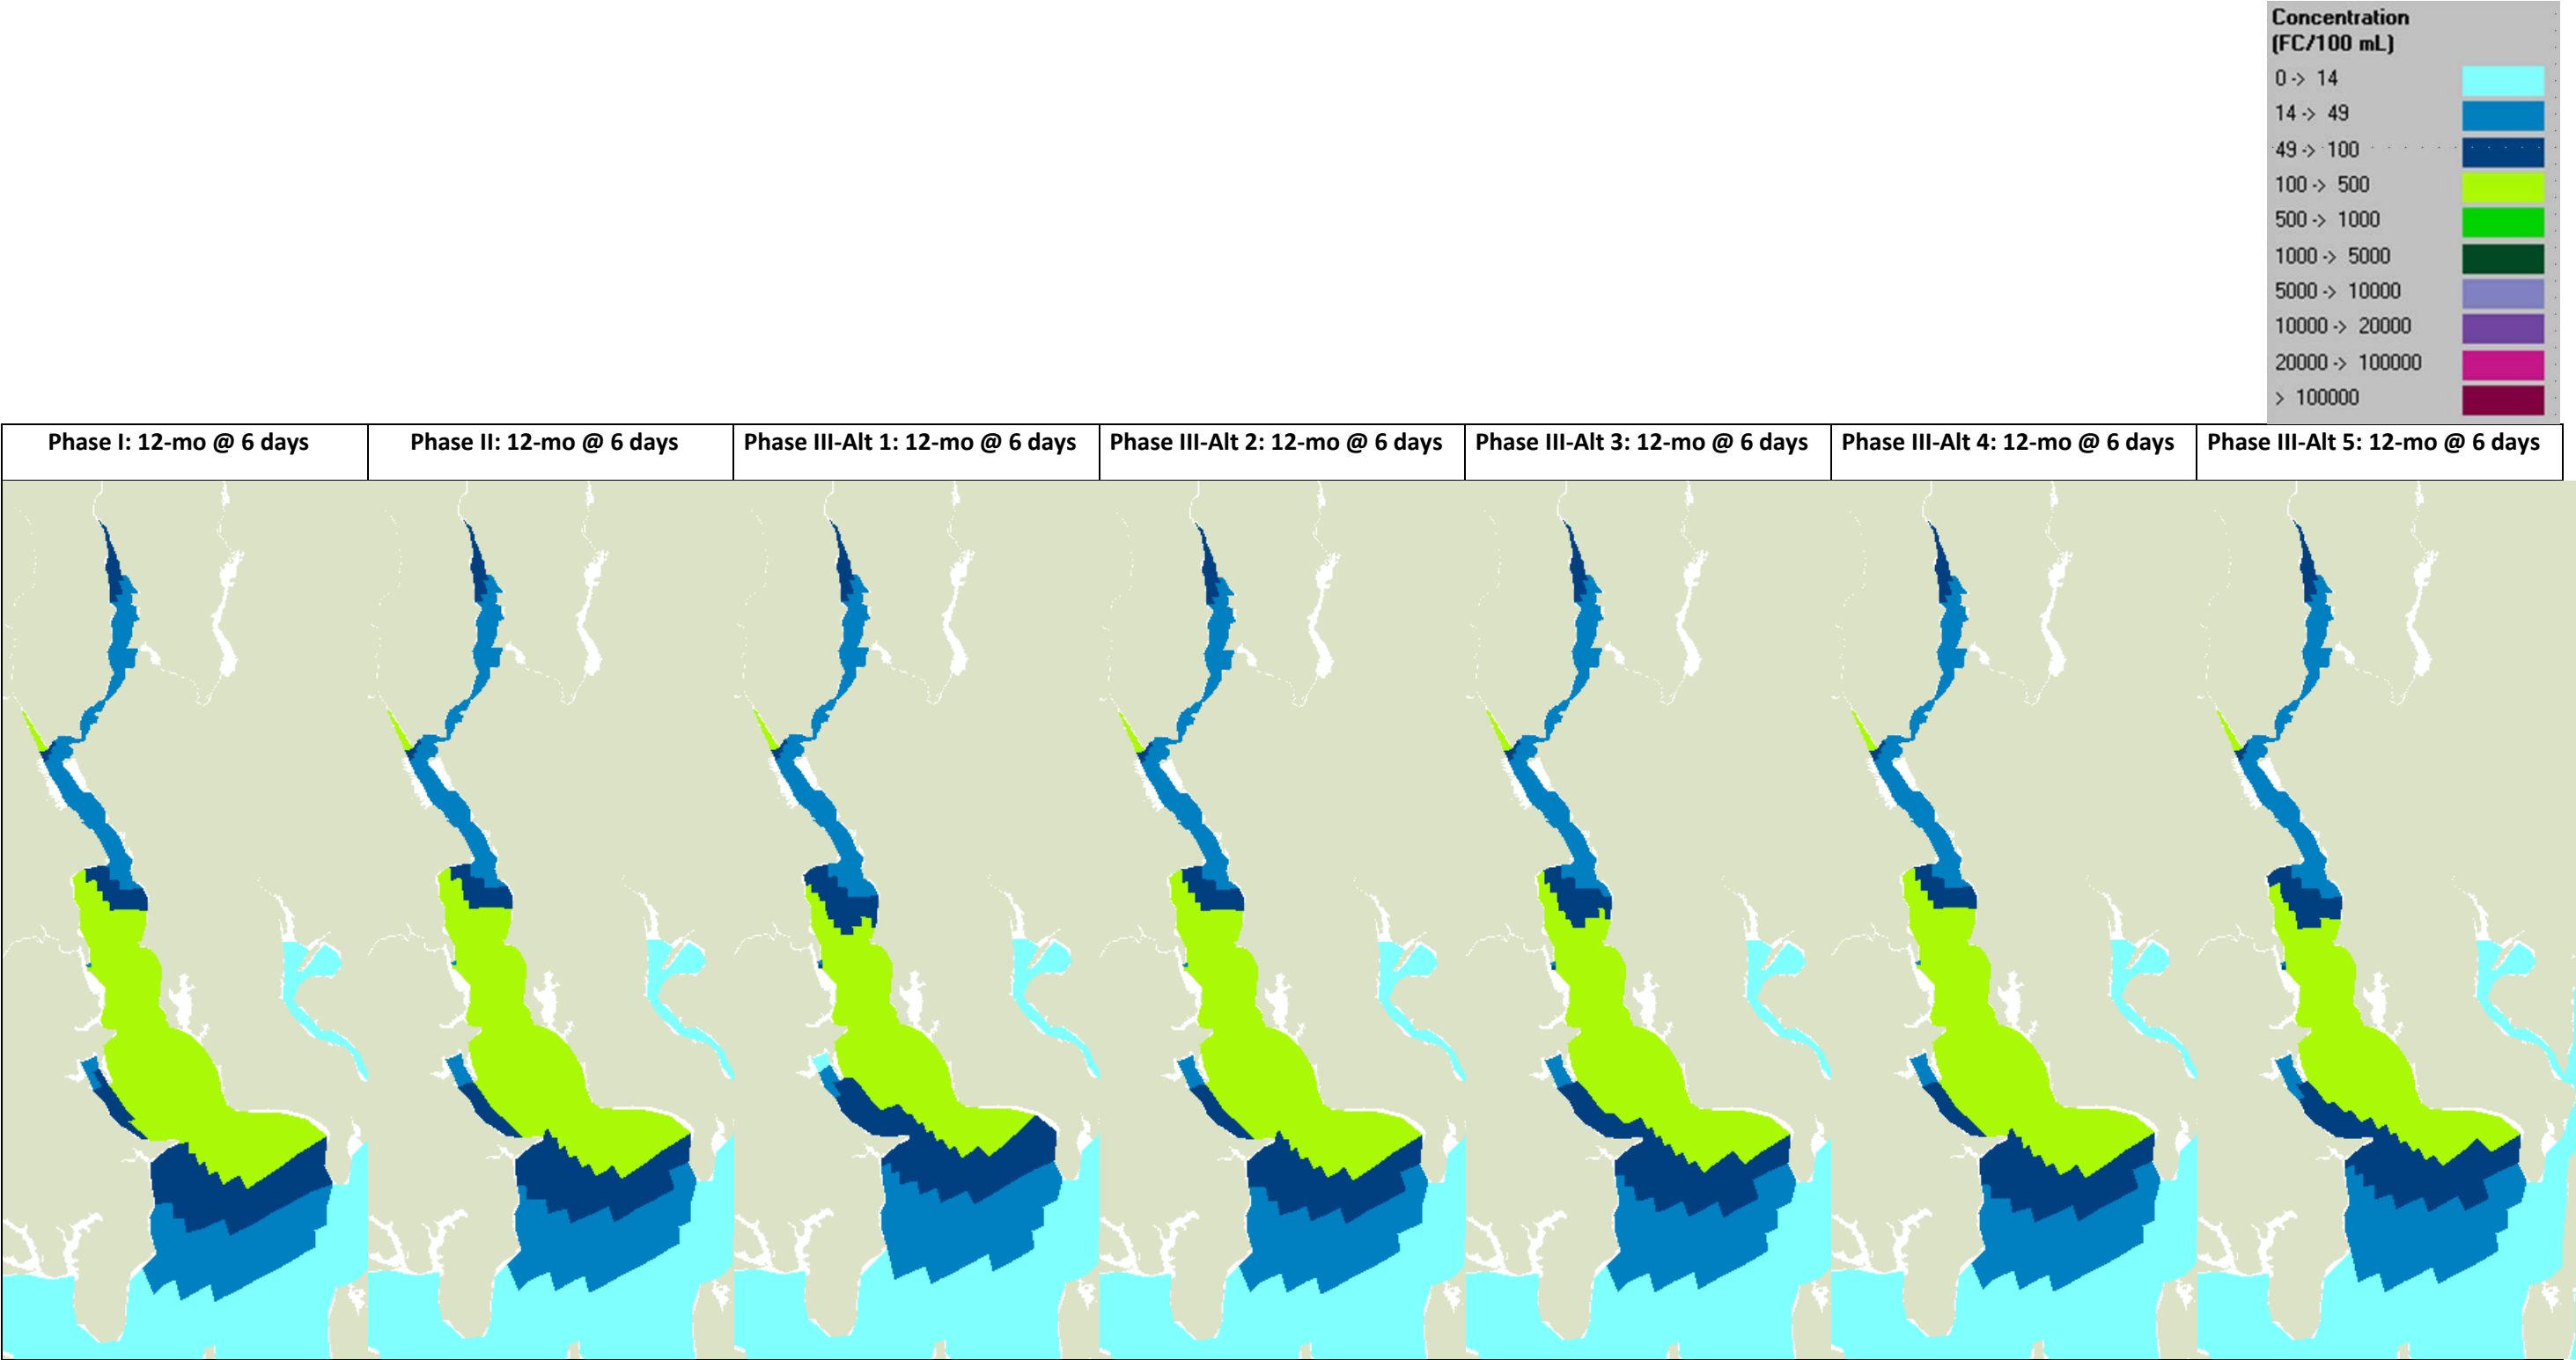 Concentration
(FC/100 mL)
0 -> 14
14 -> 49
49 -> 100
100 -> 500
500 -> 1000
1000 -> 5000
5000 -> 10000
10000 -> 20000
20000 -> 100000
> 100000
Phase I: 12-mo @ 6 days
Phase II: 12-mo @ 6 days
Phase III-Alt 1: 12-mo @ 6 days
Phase III-Alt 2: 12-mo @ 6 days
Phase III-Alt 3: 12-mo @ 6 days
Phase III-Alt 4: 12-mo @ 6 days
Phase III-Alt 5: 12-mo @ 6 days